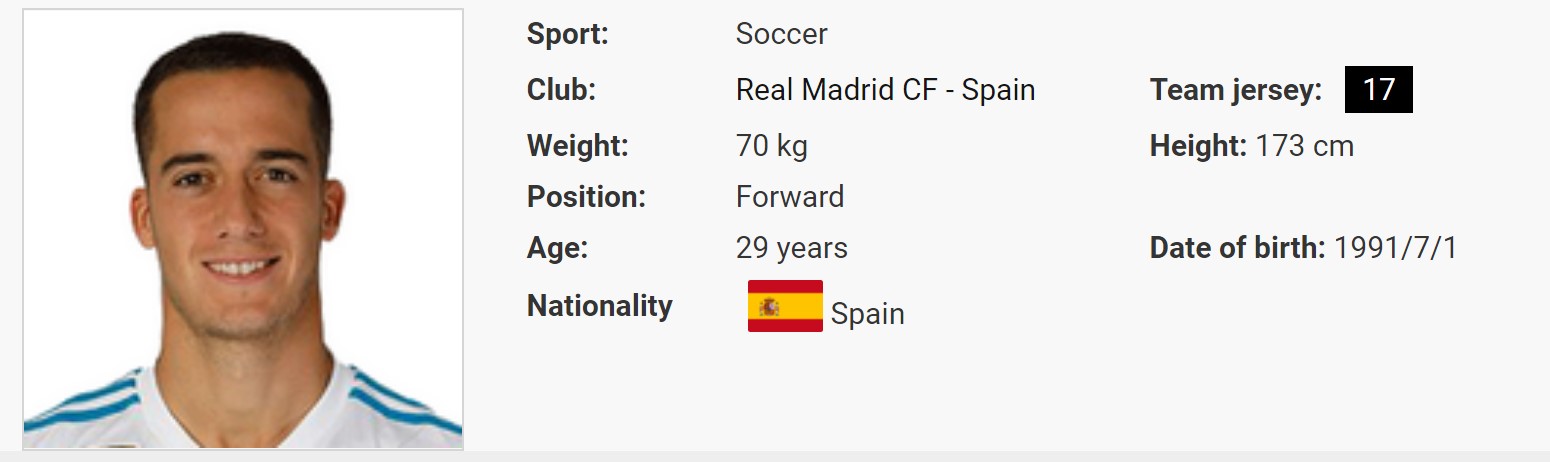 Sport: Soccer
Club: Real Madrid CF - Spain Team jersey: 17
Weight: 70 kg Height: 173 cm
Position: Forward
Age: 29 years Date of birth: 1991/7/1
Nationality Spain